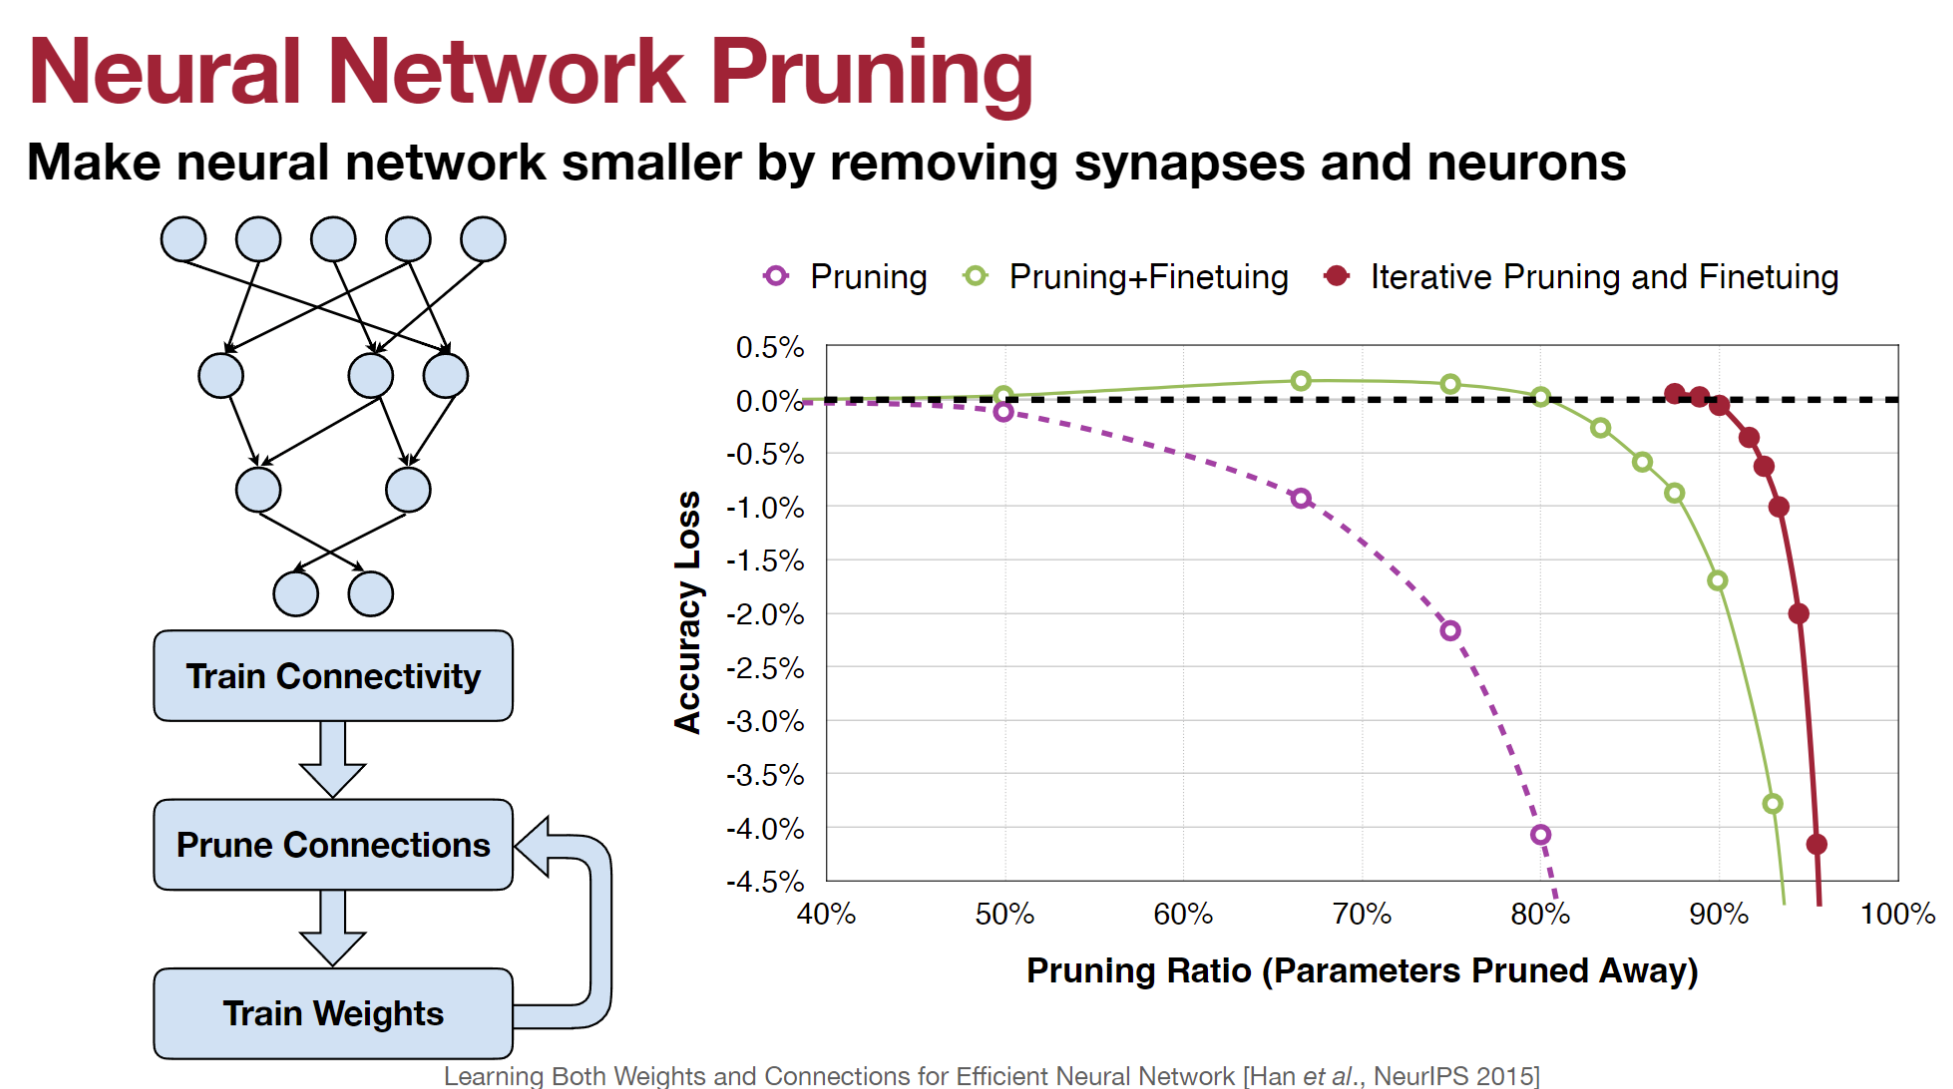 Neural Network Pruning
Make neural network smaller by removing synapses and neurons
Train Connectivity
Prune Connections
Train Weights
Pruning
Pruning+Finetuing
Iterative Pruning and Finetuing
0.5%
0.0%
-0.5%
-1.0%
-1.5%
-2.0%
-2.5%
-3.0%
-3.5%
-4.0%
-4.5%
Accuracy Loss
40% 50% 60% 70% 80% 90% 100%
Pruning Ratio (Parameters Pruned Away)
Learning Both Weights and Connections for Efficient Neural Network [Han et al., NeurIPS 2015]